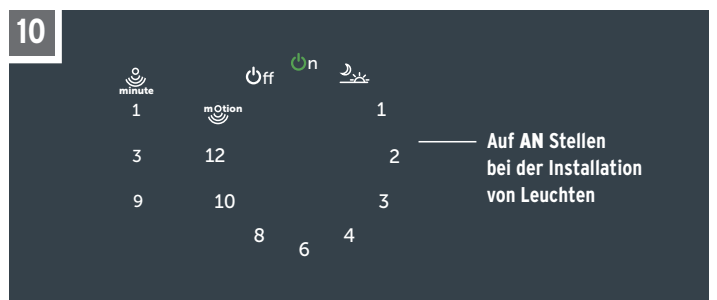 10
On
Off
minute
1
motion
1
3
12
2
Auf AN Stellen
bei der Installation
von Leuchten
9
10
3
8
4
6